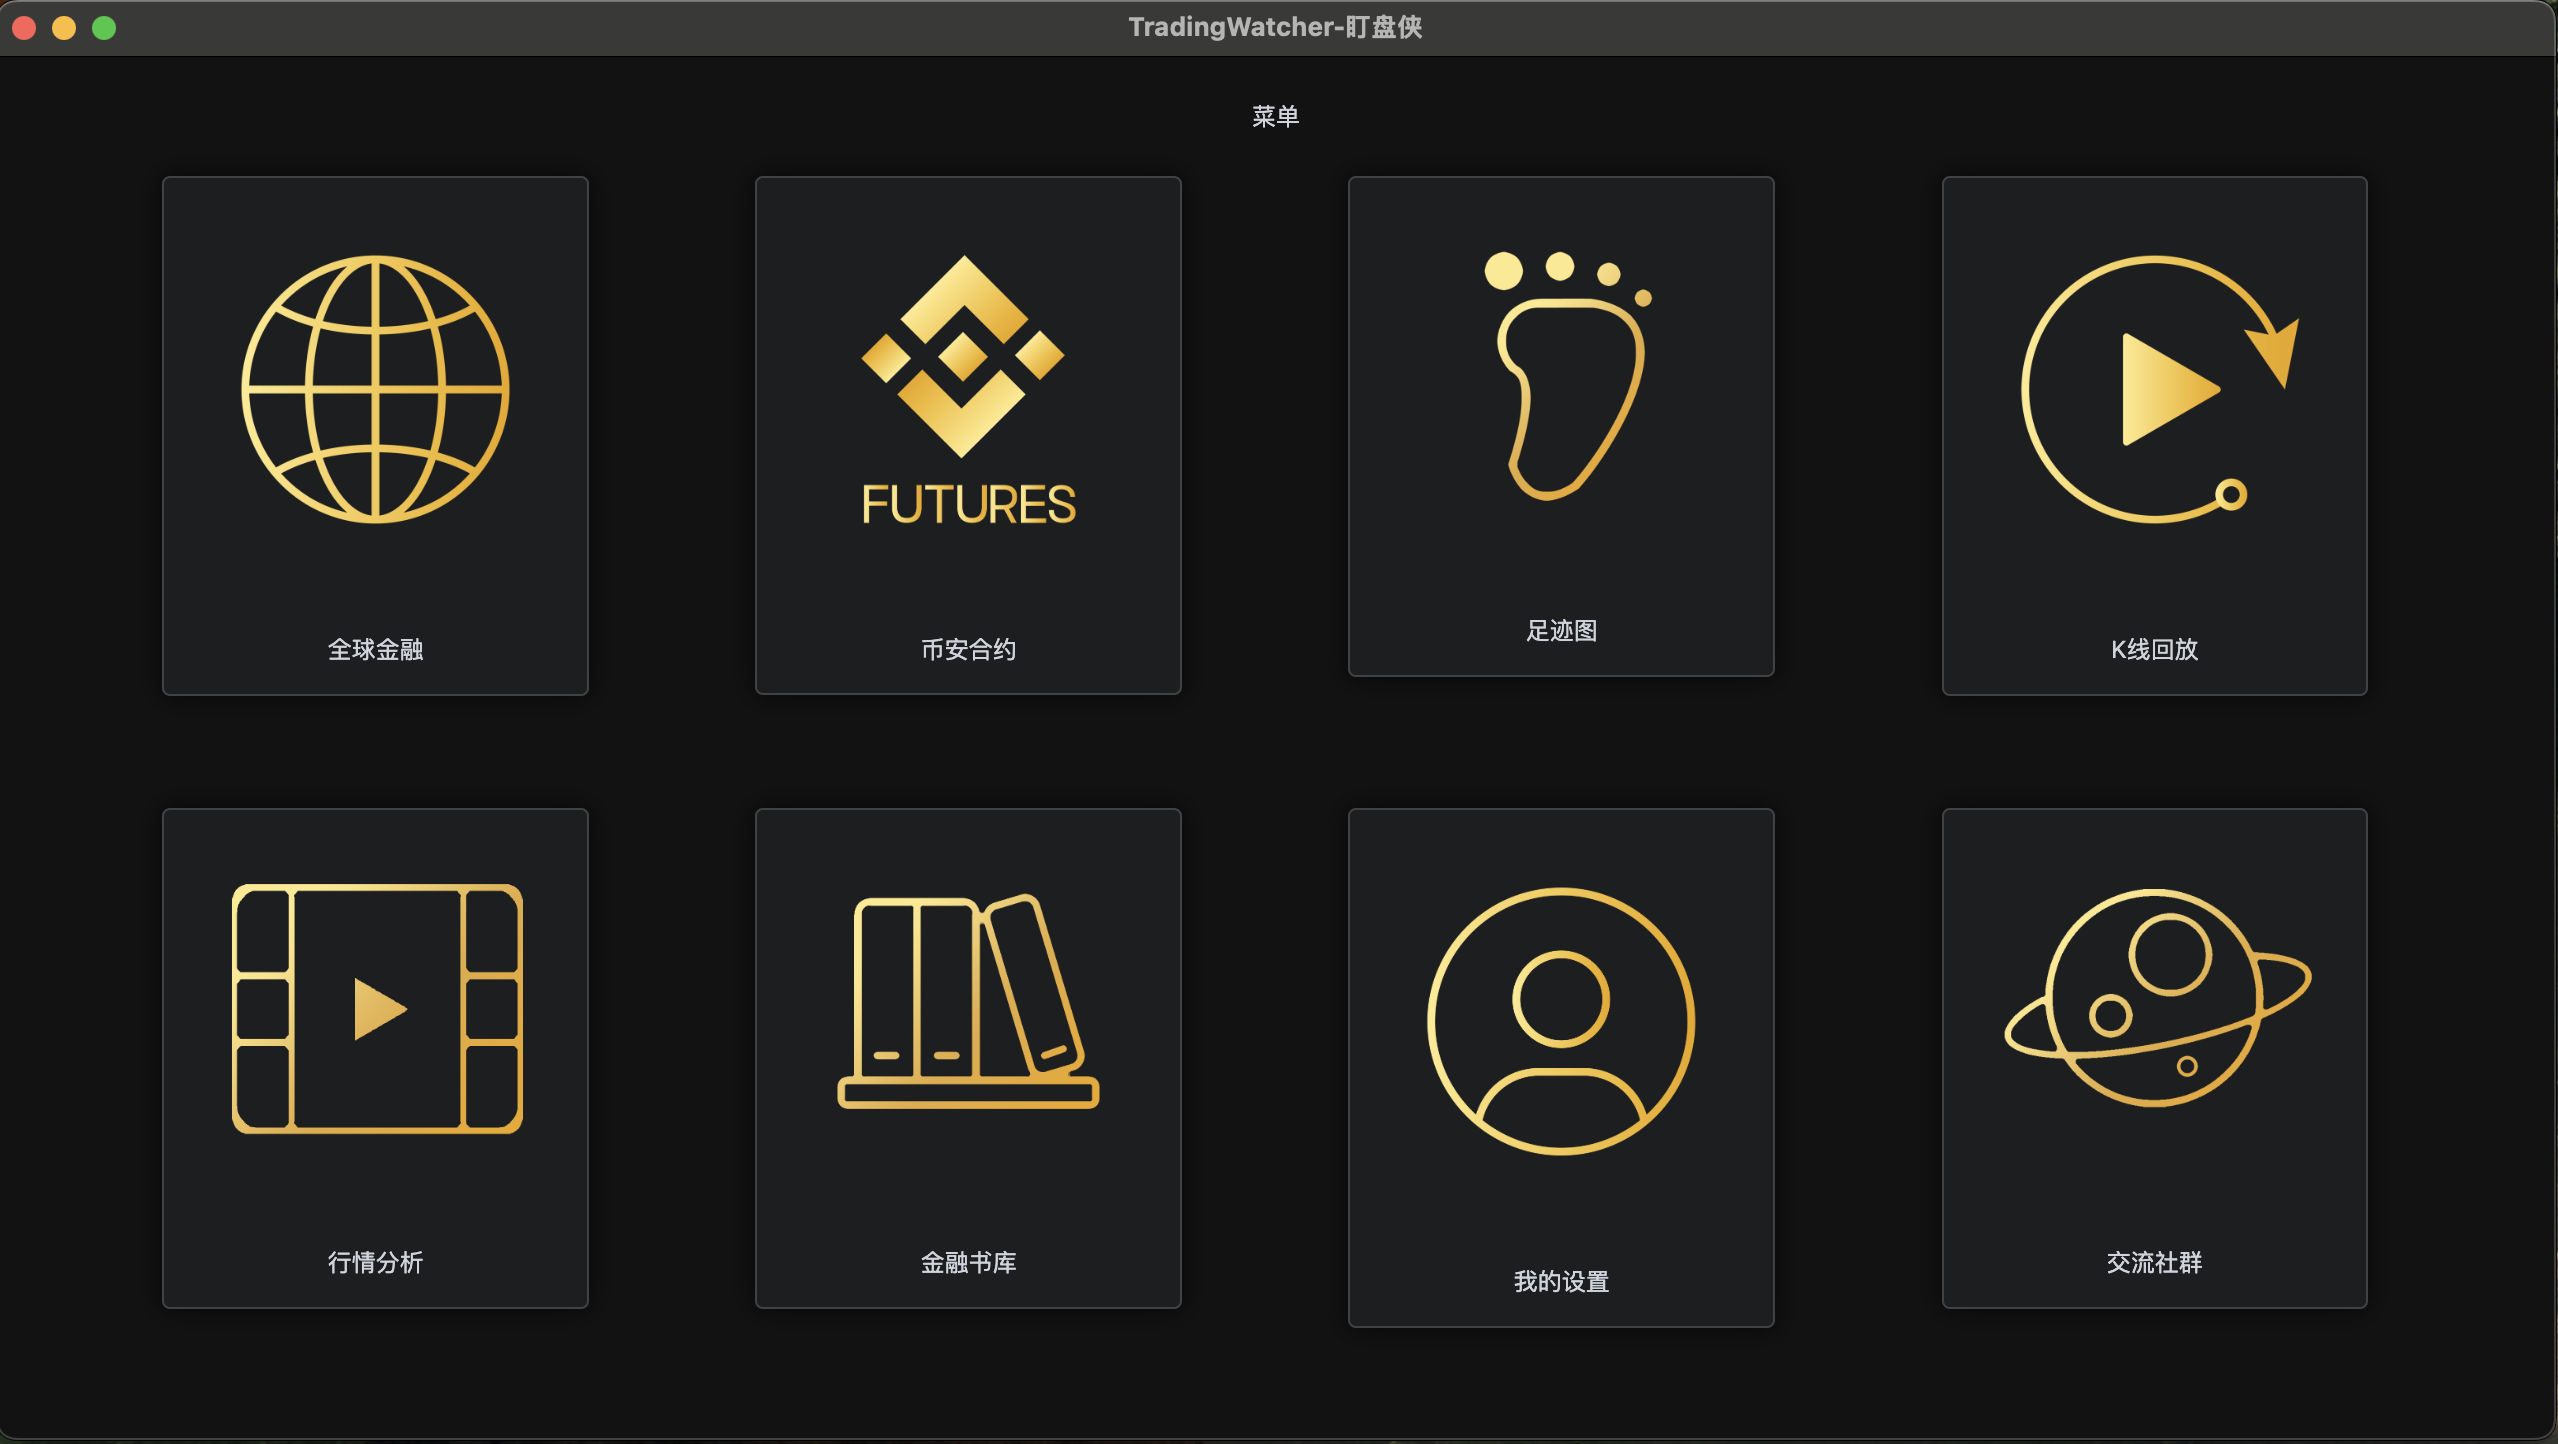 TradingWatcher-盯盘侠
菜单
FUTURES
全球金融
币安合约
足迹图
K线回放
行情分析
金融书库
我的设置
交流社群